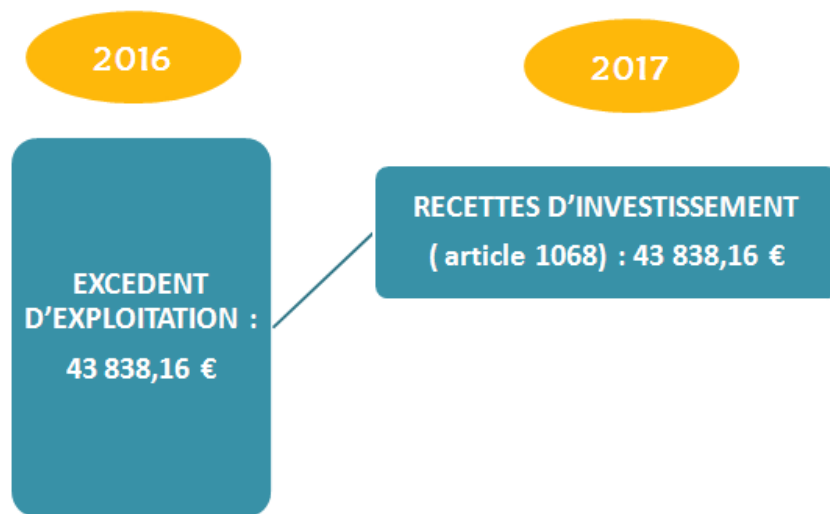 2016
2017
EXCEDENT
D'EXPLOITATION :
43 838,16 €
RECETTES D'INVESTISSEMENT
( article 1068) : 43 838,16 €